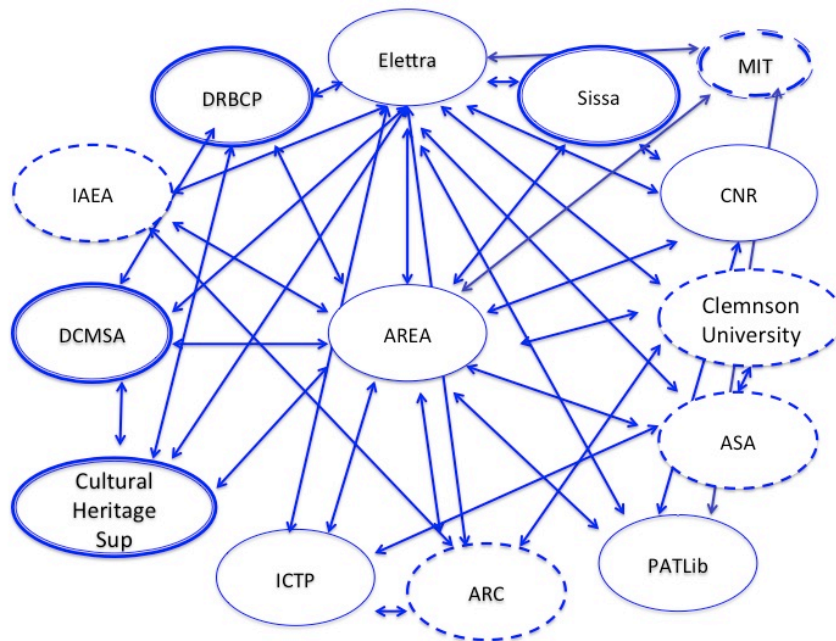 Elettra
MIT
DRBCP
Sissa
IAEA
CNR
Clemnson
University
DCMSA
AREA
ASA
Cultural
Heritage
Sup
ICTP
ARC
PATLib